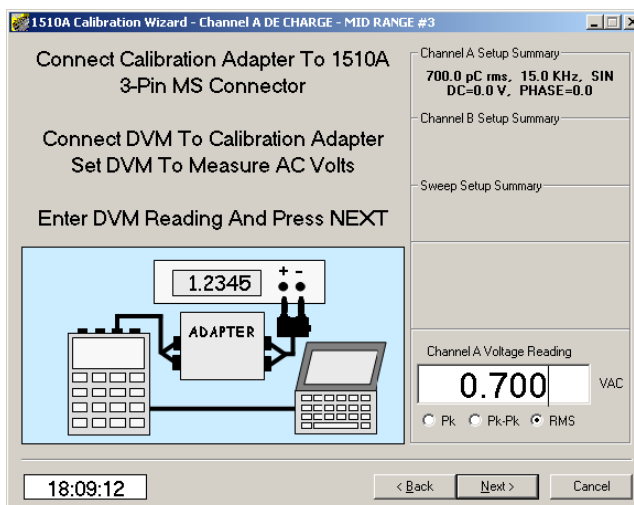 1510A Calibration Wizard - Channel A DE CHARGE - MID RANGE #3
Connect Calibration Adapter To 1510A
3-Pin MS Connector
Connect DVM To Calibration Adapter
Set DVM To Measure AC Volts
Enter DVM Reading And Press NEXT
1.2345
+ -
ADAPTER
Channel A Setup Summary
700.0 pC rms, 15.0 KHz, SIN
DC=0.0 V, PHASE=0.0
Channel B Setup Summary
Sweep Setup Summary
Channel A Voltage Reading
0.700 VAC
Pk Pk-Pk RMS
18:09:12
< Back Next > Cancel